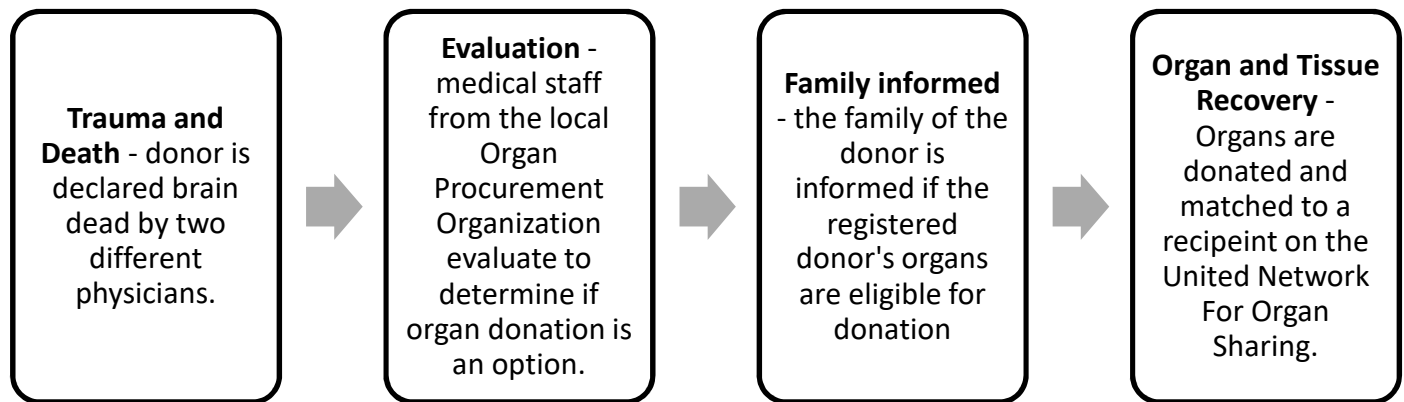 Trauma and
Death - donor is
declared brain
dead by two
different
physicians.
Evaluation -
medical staff
from the local
Organ
Procurement
Organization
evaluate to
determine if
organ donation is
an option.
Family informed
- the family of the
donor is
informed if the
registered
donor's organs
are eligible for
donation
Organ and Tissue
Recovery -
Organs are
donated and
matched to a
recipeint on the
United Network
For Organ
Sharing.